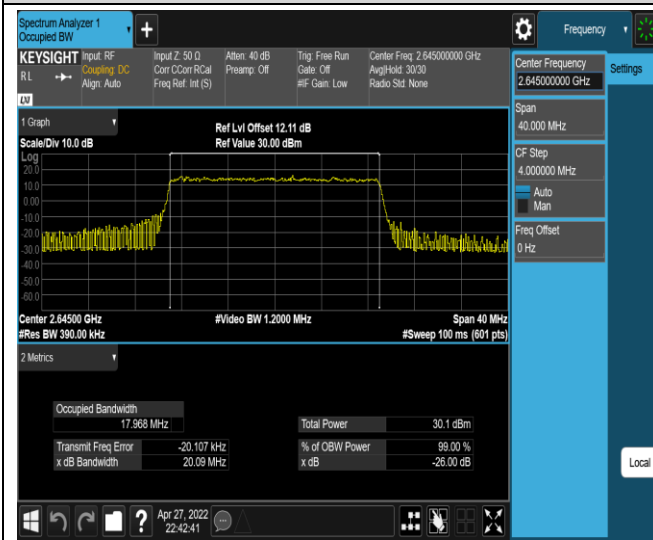 Spectrum Analyzer 1
Occupied BW
+
Frequency
KEYSIGHT
R L
LXI
Input: RF
Coupling: DC
Align: Auto
Input Z: 50 Ω
Corr CCorr RCal
Freq Ref: Int (S)
Atten: 40 dB
Preamp: Off
Trig: Free Run
Gate: Off
#IF Gain: Low
Center Freq: 2.645000000 GHz
Avg|Hold: 30/30
Radio Std: None
Center Frequency
2.645000000 GHz
Settings
Span
40.000 MHz
CF Step
4.000000 MHz
Auto
Man
Freq Offset
0 Hz
1 Graph
Scale/Div 10.0 dB
Ref Lvl Offset 12.11 dB
Ref Value 30.00 dBm
Log
20.0
10.0
0.00
-10.0
-20.0
-30.0
-40.0
-50.0
-60.0
Center 2.64500 GHz
#Video BW 1.2000 MHz
Span 40 MHz
#Res BW 390.00 kHz
#Sweep 100 ms (601 pts)
2 Metrics
Occupied Bandwidth
17.968 MHz
Total Power 30.1 dBm
Transmit Freq Error -20.107 kHz
% of OBW Power 99.00 %
x dB Bandwidth 20.09 MHz
x dB -26.00 dB
Local
?
Apr 27, 2022
22:42:41